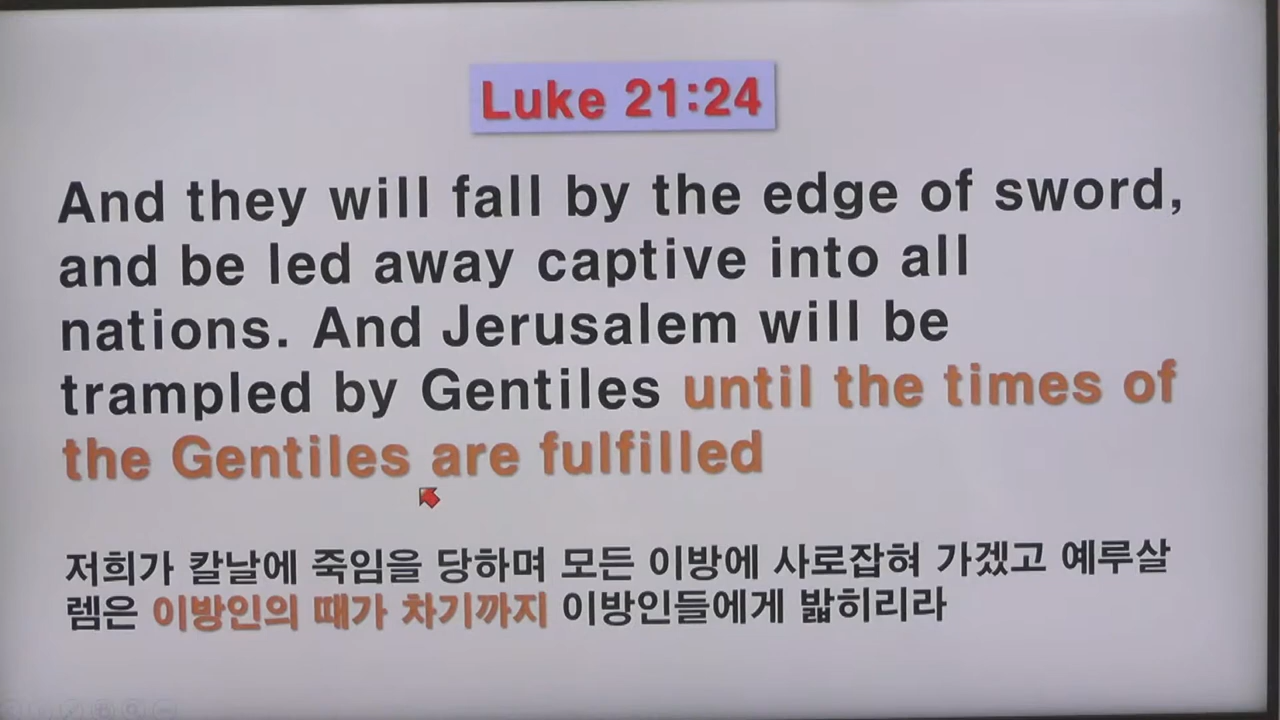 Luke 21:24
And they will fall by the edge of sword,
and be led away captive into all
nations. And Jerusalem will be
trampled by Gentiles until the times of
the Gentiles are fulfilled
저희가 칼날에 죽임을 당하며 모든 이방에 사로잡혀 가겠고 예루살
렘은 이방인의 때가 차기까지 이방인들에게 밟히리라